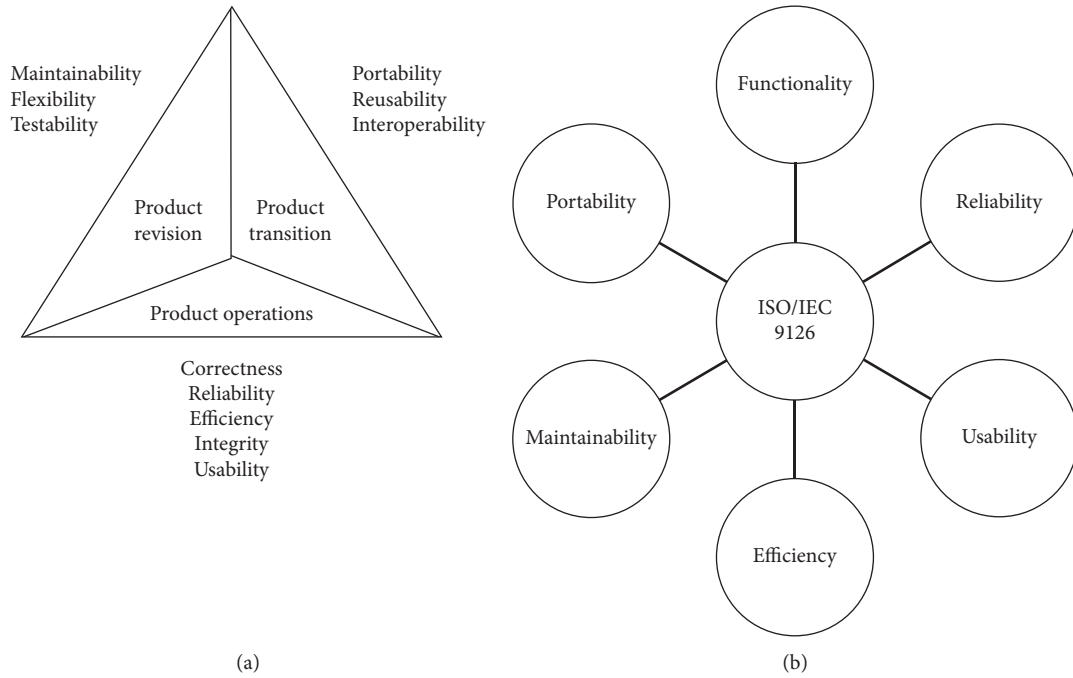 Maintainability
Flexibility
Testability
Portability
Reusability
Interoperability
Product
revision
Product
transition
Product operations
Correctness
Reliability
Efficiency
Integrity
Usability
(a)
Functionality
Portability
Reliability
ISO/IEC
9126
Maintainability
Usability
Efficiency
(b)